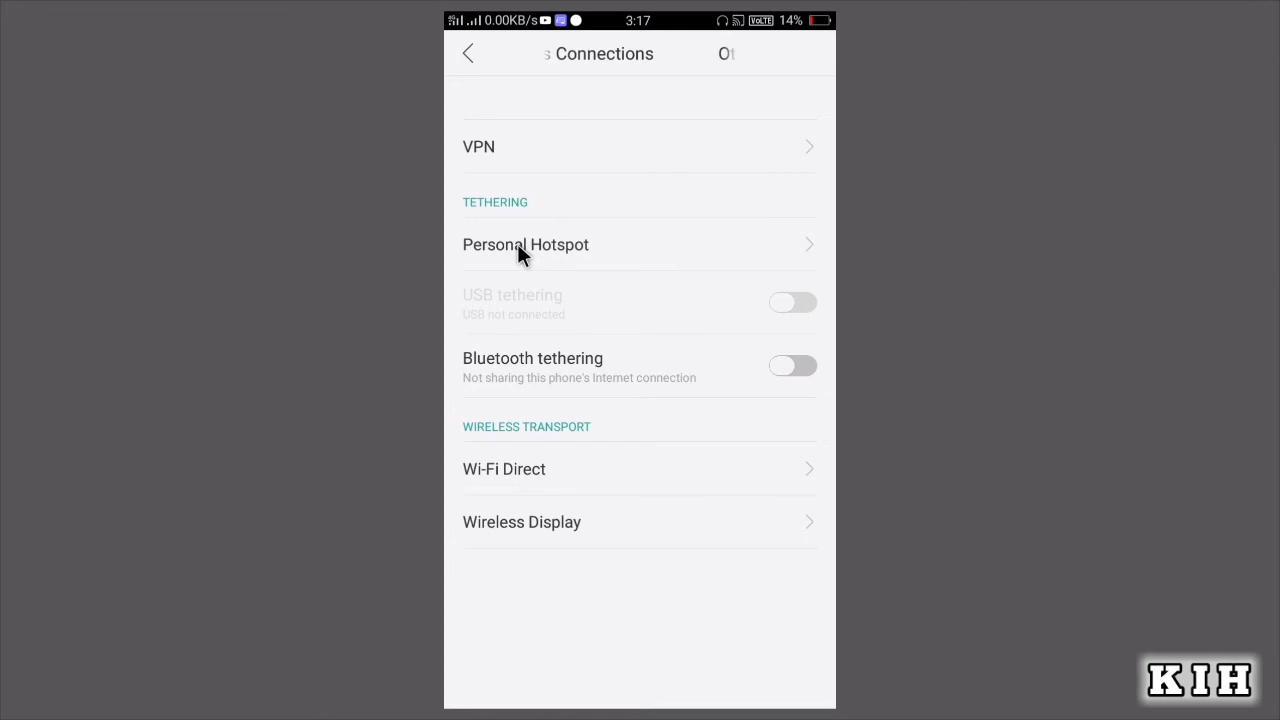 0.00KB/s 3:17 VoLTE 14%
s Connections Ot
VPN
TETHERING
Personal Hotspot
USB tethering
USB not connected
Bluetooth tethering
Not sharing this phone's Internet connection
WIRELESS TRANSPORT
Wi-Fi Direct
Wireless Display
KIH